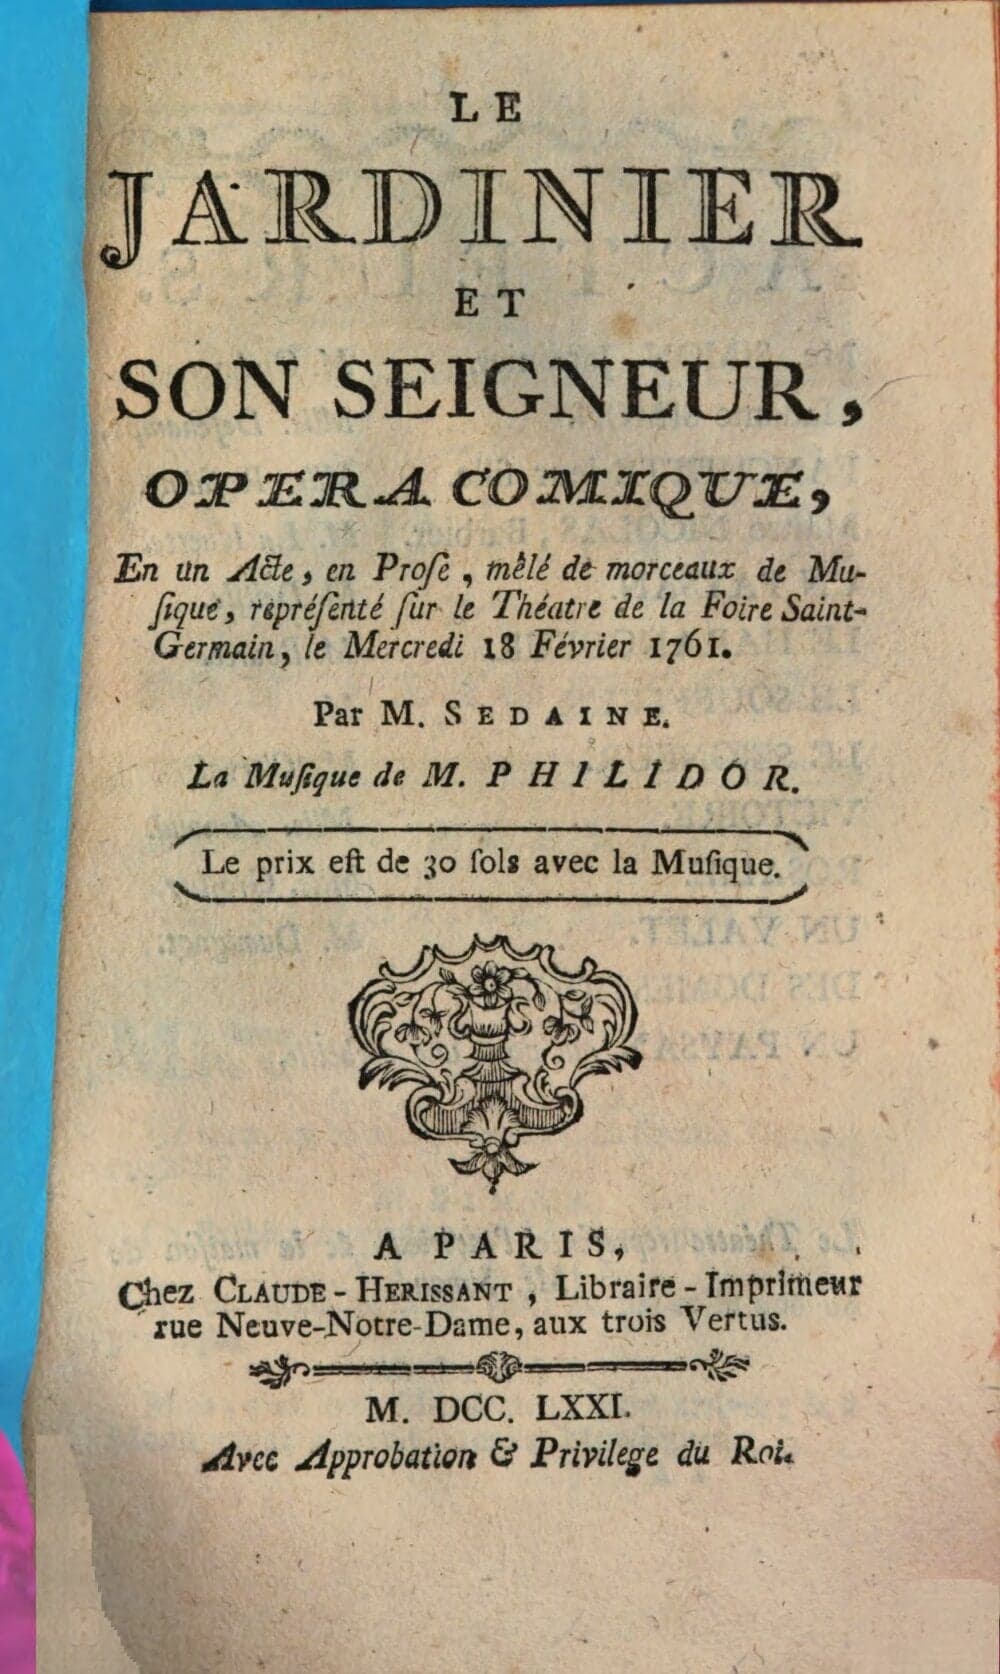 LE
JARDINIER
ET
SON SEIGNEUR,
OPERA COMIQUE,
En un Acte, en Proſe, mêlé de morceaux de Mu-
ſique, repréſenté ſur le Théatre de la Foire Saint-
Germain, le Mercredi 18 Février 1761.
Par M. SEDAINE.
La Muſique de M. PHILIDOR.
Le prix eſt de 30 ſols avec la Muſique.
A PARIS,
Chez CLAUDE-HERISSANT, Libraire-Imprimeur
rue Neuve-Notre-Dame, aux trois Vertus.
M. DCC. LXXI.
Avec Approbation & Privilege du Roi.